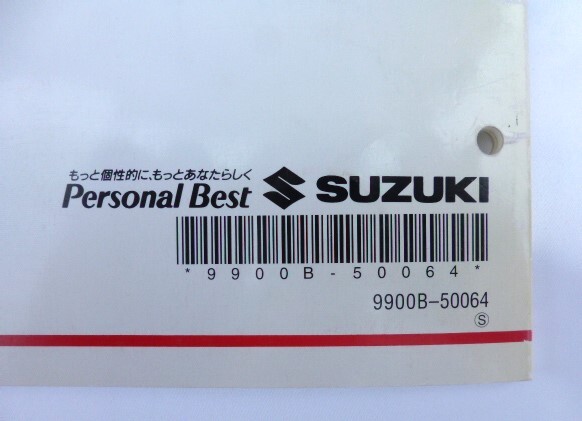 もっと個性的に、もっとあなたらしく
Personal Best SUZUKI
*9900B-50064*
9900B-50064
Ⓢ